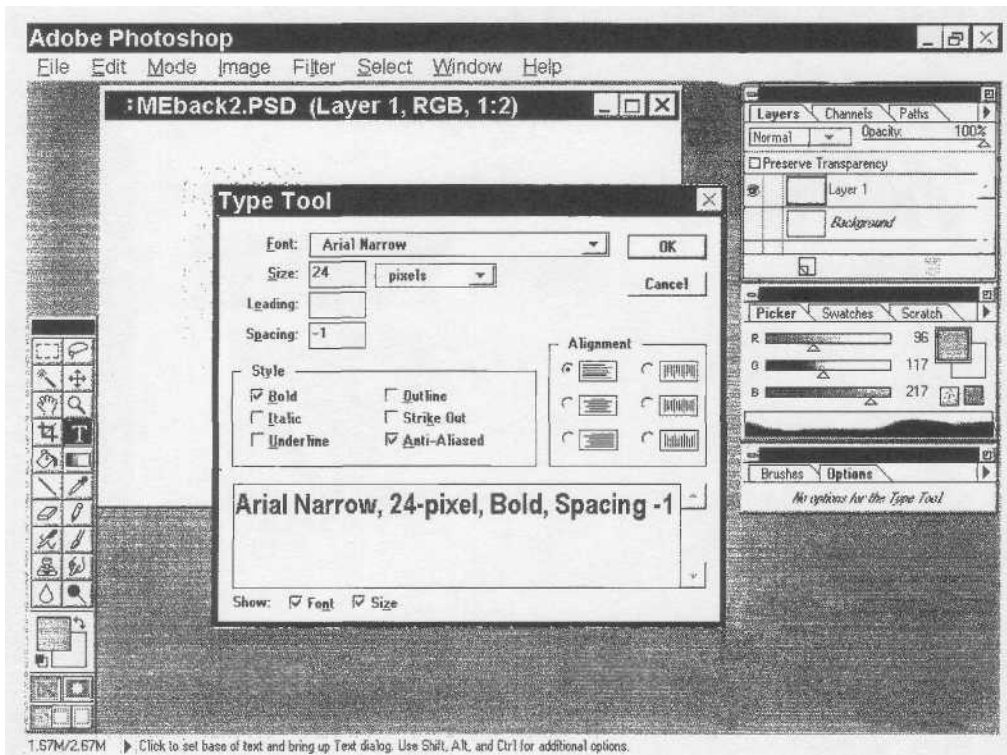 Adobe Photoshop
File Edit Mode Image Filter Select Window Help
:MEback2.PSD (Layer 1, RGB, 1:2)
Layers Channels Paths
Normal Opacity: 100%
Preserve Transparency
Layer 1
Background
Type Tool
Font: Arial Narrow
OK
Size: 24 pixels
Cancel
Leading:
Spacing: -1
Style
Bold
Outline
Italic
Strike Out
Underline
Anti-Aliased
Alignment
Picker Swatches Scratch
R 96
G 117
B 217
Brushes Options
No options for the Type Tool
Arial Narrow, 24-pixel, Bold, Spacing -1
Show: Font Size
1.67M/2.67M Click to set base of text and bring up Text dialog. Use Shift, Alt, and Ctrl for additional options.